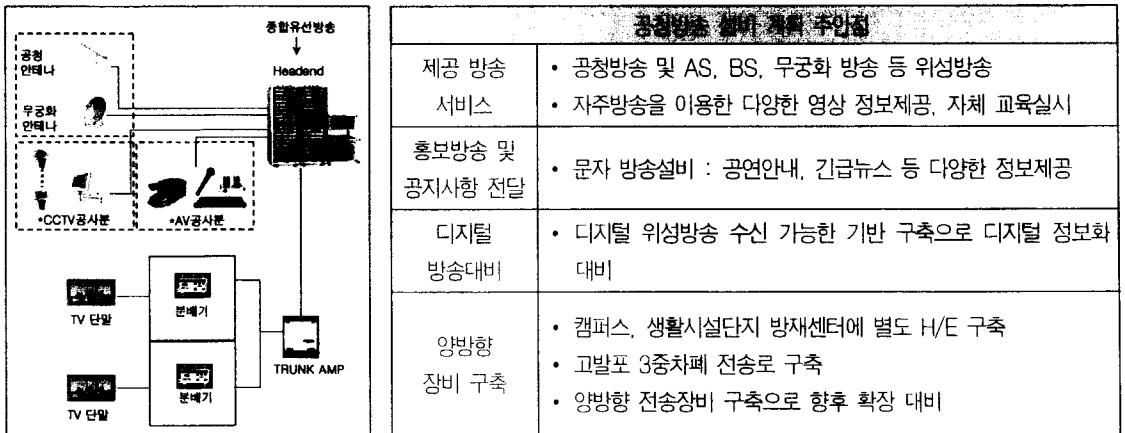 종합유선방송
공청
안테나
Headend
무궁화
안테나
*CCTV공사분
*AV공사분
TV 단말
분배기
TRUNK AMP
TV 단말
분배기
공청방송 설비 계획 주안점
제공 방송
서비스
• 공청방송 및 AS, BS, 무궁화 방송 등 위성방송
• 자주방송을 이용한 다양한 영상 정보제공, 자체 교육실시
홍보방송 및
공지사항 전달
• 문자 방송설비 : 공연안내, 긴급뉴스 등 다양한 정보제공
디지털
방송대비
• 디지털 위성방송 수신 가능한 기반 구축으로 디지털 정보화
대비
양방향
장비 구축
• 캠퍼스, 생활시설단지 방재센터에 별도 H/E 구축
• 고발포 3중차폐 전송로 구축
• 양방향 전송장비 구축으로 향후 확장 대비